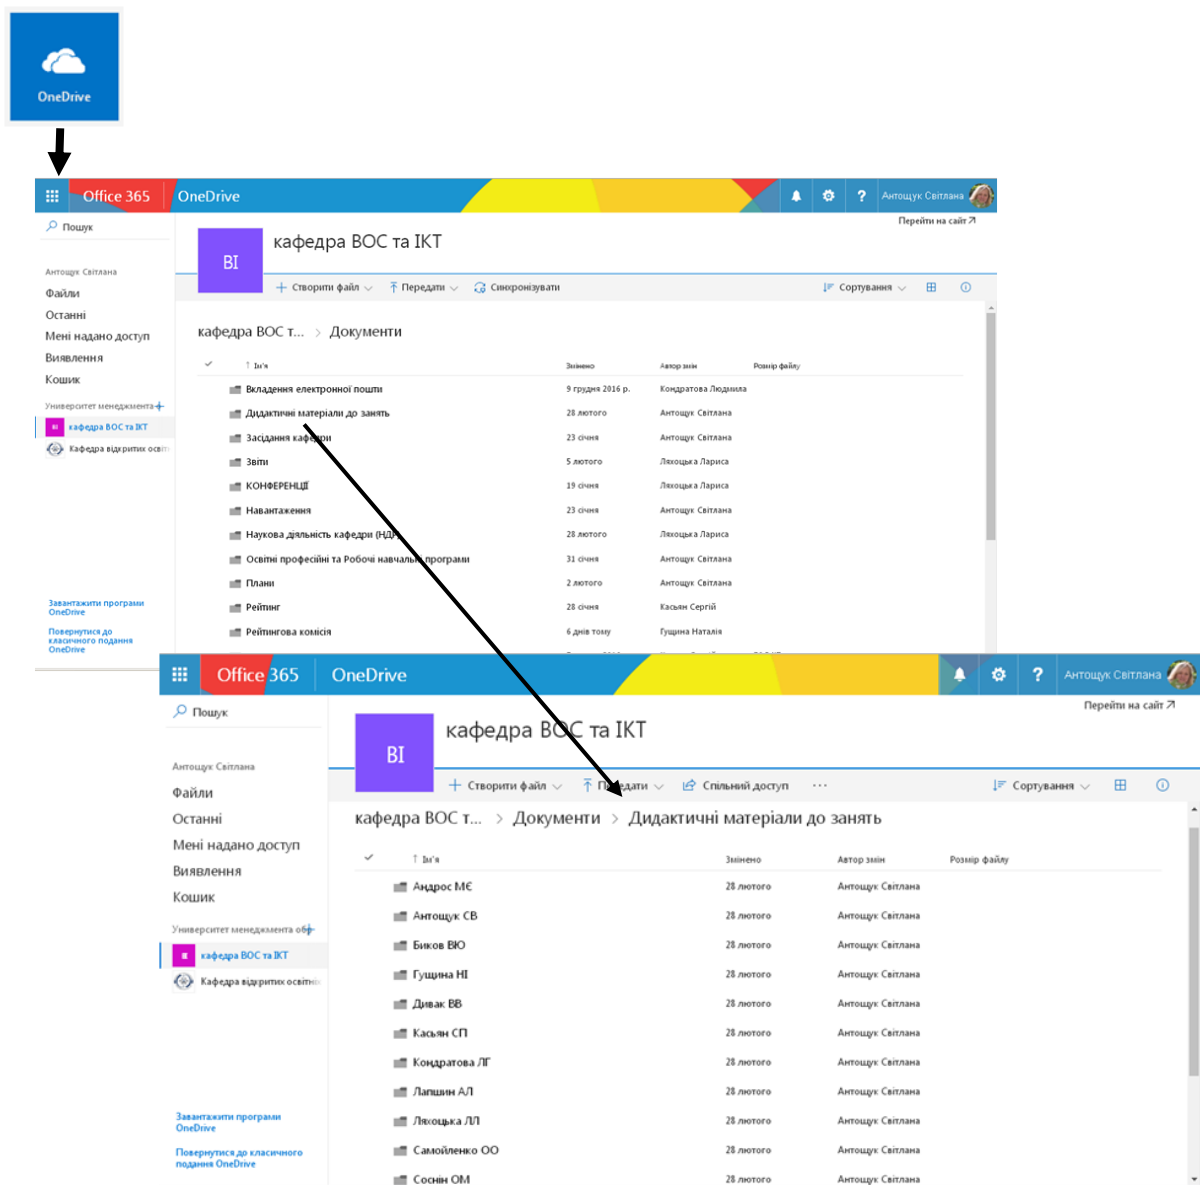 OneDrive
Office 365 OneDrive ? Антощук Світлана
Пошук
Перейти на сайт
ВІ
кафедра ВОС та ІКТ
Створити файл Передати Синхронізувати Сортування
Антощук Світлана
Файли
Останні
Мені надано доступ
Виявлення
Кошик
Университет менеджмента
ВІ кафедра ВОС та ІКТ
Кафедра відкритих освіт
Завантажити програми
OneDrive
Повернутися до
класичного подання
OneDrive
кафедра ВОС т... > Документи
Ім'я Змінено Автор змін Розмір файлу
Вкладення електронної пошти 9 грудня 2016 р. Кондратова Людмила
Дидактичні матеріали до занять 28 лютого Антощук Світлана
Засідання кафедри 23 січня Антощук Світлана
Звіти 5 лютого Ляхоцька Лариса
КОНФЕРЕНЦІЇ 19 січня Ляхоцька Лариса
Навантаження 23 січня Антощук Світлана
Наукова діяльність кафедри (НДР) 28 лютого Ляхоцька Лариса
Освітні професійні та Робочі навчальні програми 31 січня Антощук Світлана
Плани 2 лютого Антощук Світлана
Рейтинг 28 січня Касьян Сергій
Рейтингова комісія 6 днів тому Гущина Наталія
Office 365 OneDrive ? Антощук Світлана
Пошук
Перейти на сайт
ВІ
кафедра ВОС та ІКТ
Створити файл Передати Спільний доступ ... Сортування
Антощук Світлана
Файли
Останні
Мені надано доступ
Виявлення
Кошик
Университет менеджмента об
ВІ кафедра ВОС та ІКТ
Кафедра відкритих освітніх
Завантажити програми
OneDrive
Повернутися до класичного
подання OneDrive
кафедра ВОС т... > Документи > Дидактичні матеріали до занять
Ім'я Змінено Автор змін Розмір файлу
Андрос МЄ 28 лютого Антощук Світлана
Антощук СВ 28 лютого Антощук Світлана
Биков ВЮ 28 лютого Антощук Світлана
Гущина НІ 28 лютого Антощук Світлана
Дивак ВВ 28 лютого Антощук Світлана
Касьян СП 28 лютого Антощук Світлана
Кондратова ЛГ 28 лютого Антощук Світлана
Лапшин АЛ 28 лютого Антощук Світлана
Ляхоцька ЛЛ 28 лютого Антощук Світлана
Самойленко ОО 28 лютого Антощук Світлана
Соснін ОМ 28 лютого Антощук Світлана